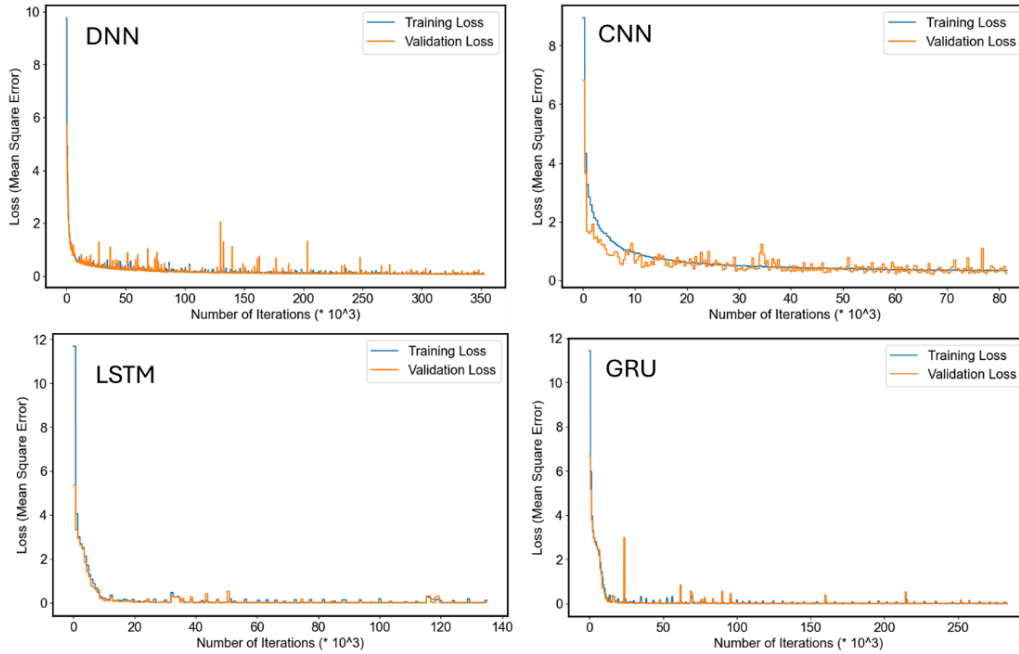 DNN
Training Loss
Validation Loss
Loss (Mean Square Error)
10
8
6
4
2
0
0 50 100 150 200 250 300 350
Number of Iterations (* 10^3)
CNN
Training Loss
Validation Loss
Loss (Mean Square Error)
8
6
4
2
0
0 10 20 30 40 50 60 70 80
Number of Iterations (* 10^3)
LSTM
Training Loss
Validation Loss
Loss (Mean Square Error)
12
10
8
6
4
2
0
0 20 40 60 80 100 120 140
Number of Iterations (* 10^3)
GRU
Training Loss
Validation Loss
Loss (Mean Square Error)
12
10
8
6
4
2
0
0 50 100 150 200 250
Number of Iterations (* 10^3)